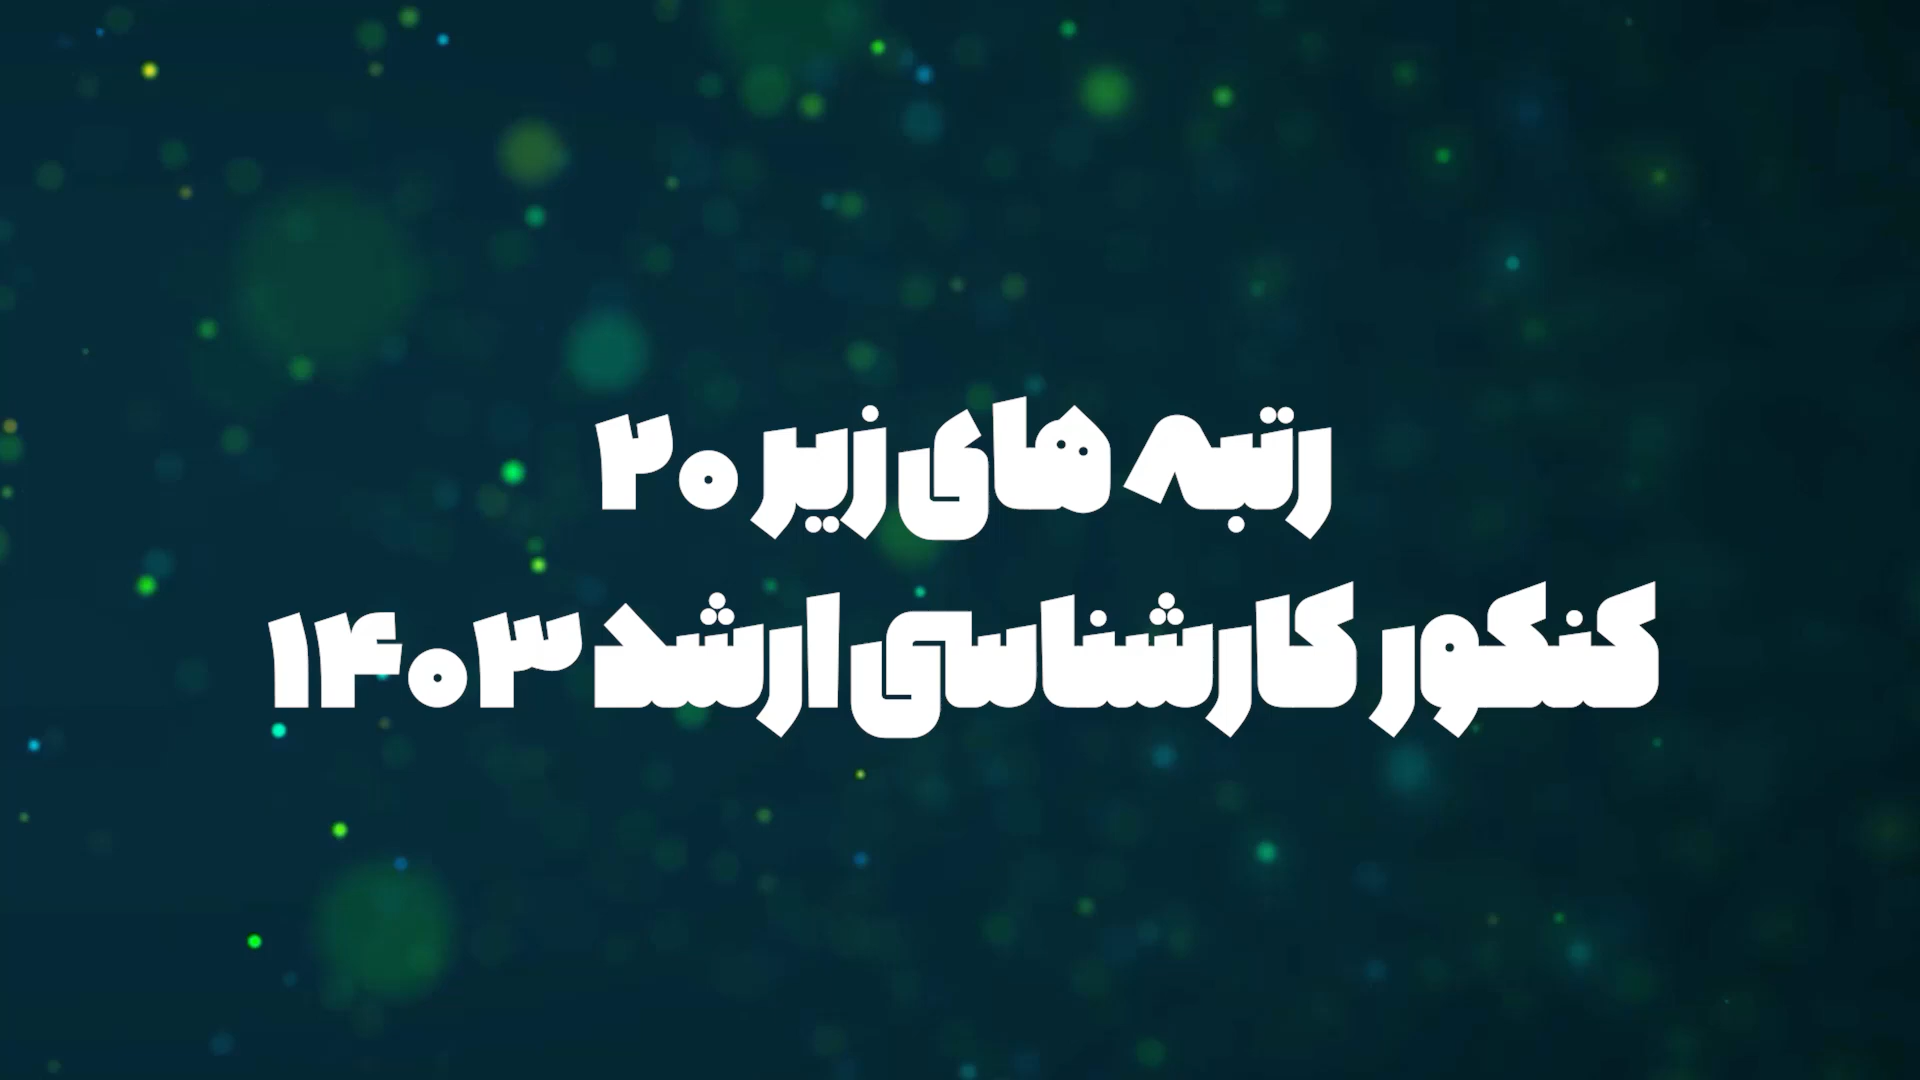 رتبه های زیر ۲۰
کنکور کارشناسی ارشد ۱۴۰۳